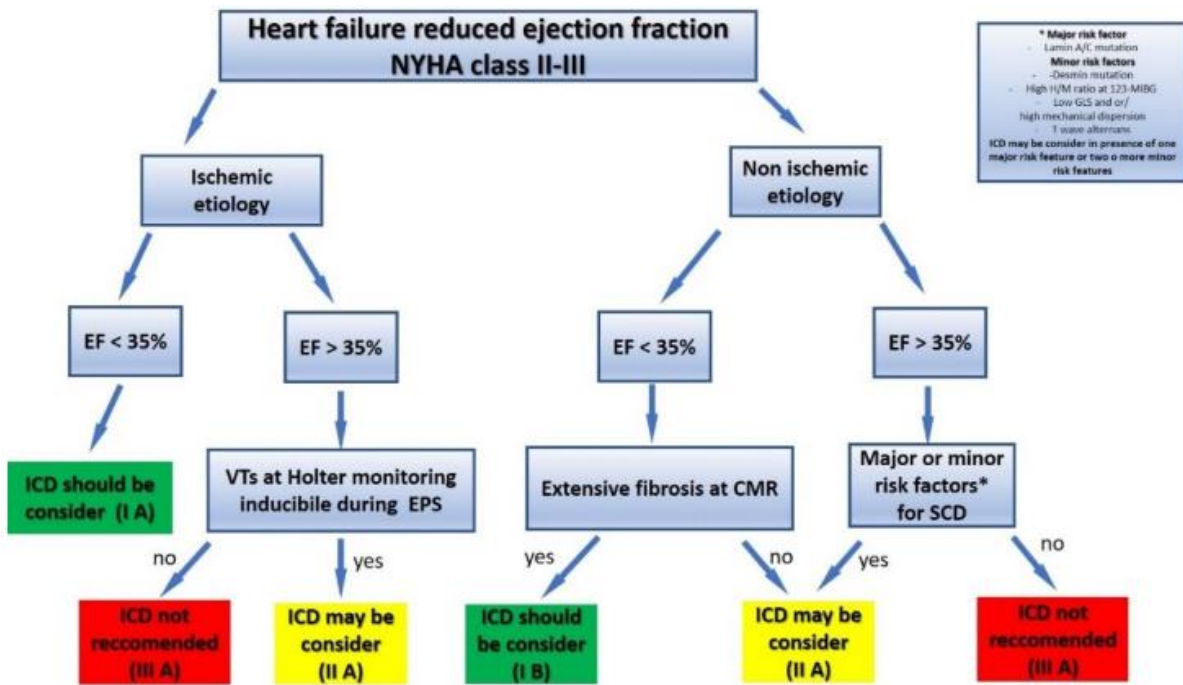 Heart failure reduced ejection fraction
NYHA class II-III
* Major risk factor
- Lamin A/C mutation
Minor risk factors
- -Desmin mutation
- High H/M ratio at 123-MIBG
- Low GLS and or/
high mechanical dispersion
- T wave alternans
ICD may be consider in presence of one
major risk feature or two o more minor
risk features
Ischemic
etiology
Non ischemic
etiology
EF < 35%
EF > 35%
EF < 35%
EF > 35%
ICD should be
consider (I A)
VTs at Holter monitoring
inducibile during EPS
Extensive fibrosis at CMR
Major or minor
risk factors*
for SCD
no
yes
yes
no
yes
no
ICD not
reccomended
(III A)
ICD may be
consider
(II A)
ICD should
be consider
(I B)
ICD may be
consider
(II A)
ICD not
reccomended
(III A)